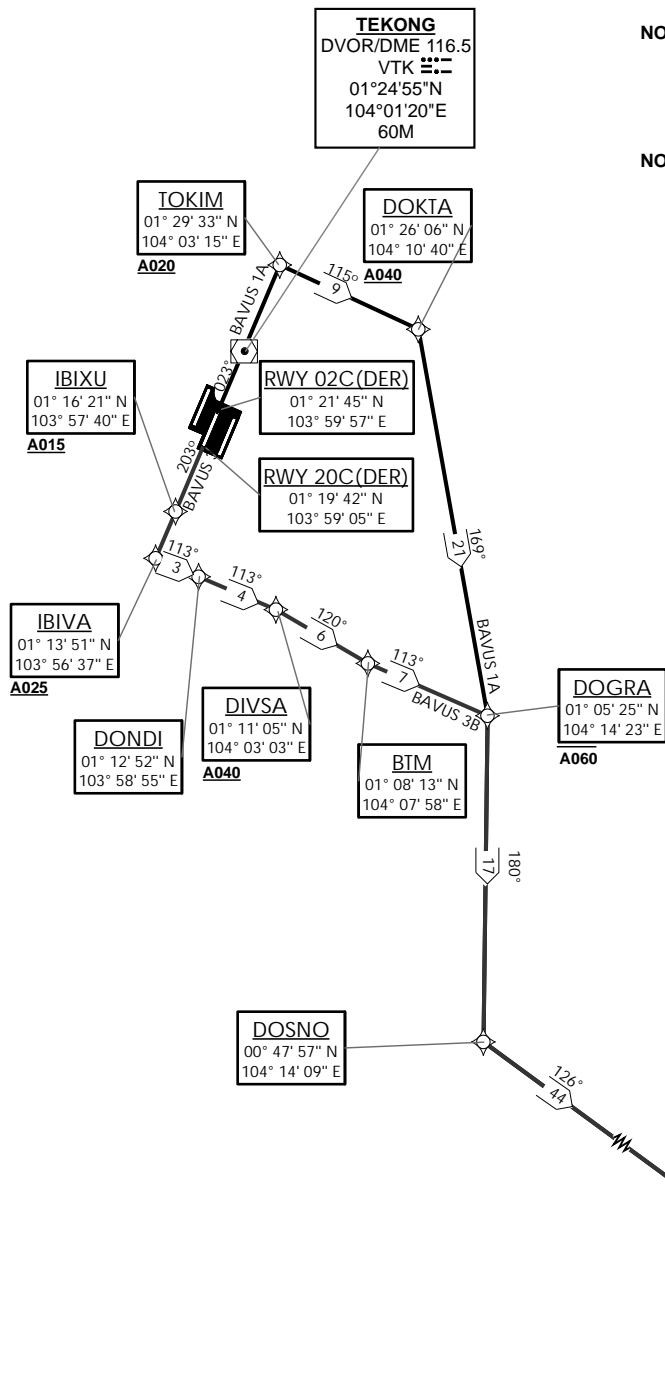 TEKONG
DVOR/DME 116.5
VTK
01°24'55"N
104°01'20"E
60M
NO
NO
TOKIM
01° 29' 33" N
104° 03' 15" E
A020
DOKTA
01° 26' 06" N
104° 10' 40" E
A040
115°
9
BAVUS 1A
023°
IBIXU
01° 16' 21" N
103° 57' 40" E
A015
RWY 02C(DER)
01° 21' 45" N
103° 59' 57" E
RWY 20C(DER)
01° 19' 42" N
103° 59' 05" E
203°
BAVUS
169°
21
BAVUS 1A
113°
3
113°
4
120°
6
113°
7
BAVUS 3B
IBIVA
01° 13' 51" N
103° 56' 37" E
A025
DONDI
01° 12' 52" N
103° 58' 55" E
DIVSA
01° 11' 05" N
104° 03' 03" E
A040
BTM
01° 08' 13" N
104° 07' 58" E
DOGRA
01° 05' 25" N
104° 14' 23" E
A060
17
180°
DOSNO
00° 47' 57" N
104° 14' 09" E
126°
44